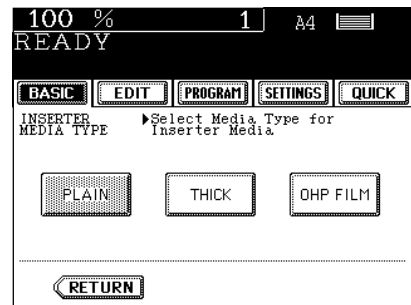 100 % 1 A4
READY
BASIC EDIT PROGRAM SETTINGS QUICK
INSERTER ▶Select Media Type for
MEDIA TYPE Inserter Media
PLAIN THICK OHP FILM
RETURN